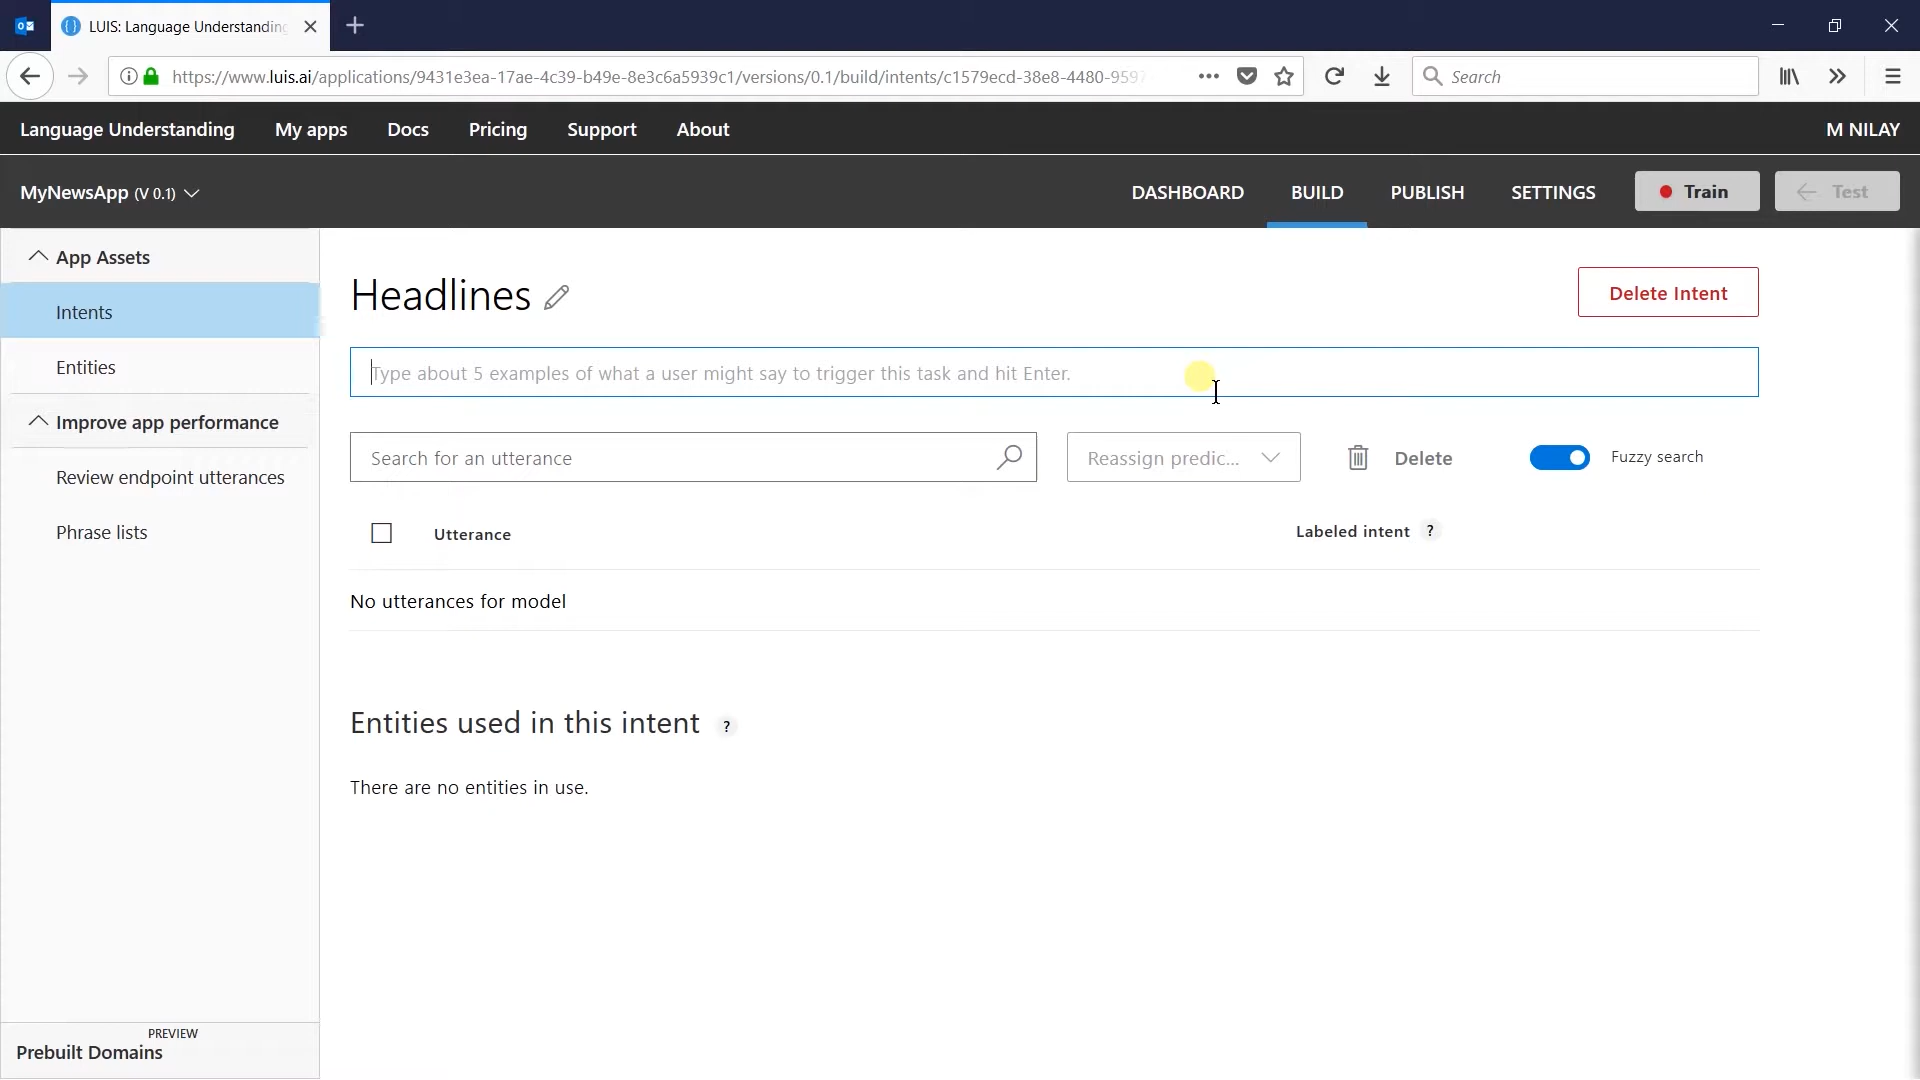 LUIS: Language Understanding
https://www.luis.ai/applications/9431e3ea-17ae-4c39-b49e-8e3c6a5939c1/versions/0.1/build/intents/c1579ecd-38e8-4480-9597
Search
Language Understanding My apps Docs Pricing Support About M NILAY
MyNewsApp (V 0.1) DASHBOARD BUILD PUBLISH SETTINGS Train Test
App Assets
Intents
Entities
Improve app performance
Review endpoint utterances
Phrase lists
PREVIEW
Prebuilt Domains
Headlines
Delete Intent
Type about 5 examples of what a user might say to trigger this task and hit Enter.
Search for an utterance Reassign predic... Delete Fuzzy search
Utterance Labeled intent ?
No utterances for model
Entities used in this intent ?
There are no entities in use.